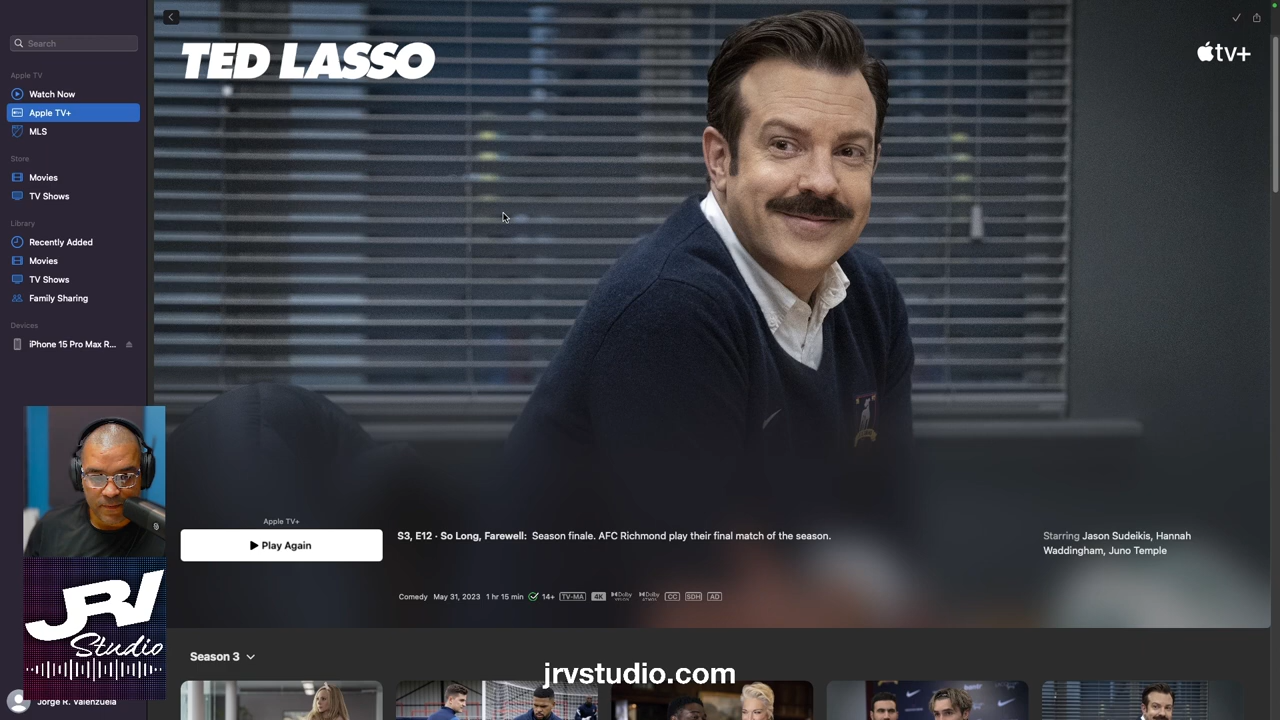 Search
TED LASSO
tv+
Apple TV
Watch Now
Apple TV+
MLS
Store
Movies
TV Shows
Library
Recently Added
Movies
TV Shows
Family Sharing
Devices
iPhone 15 Pro Max R...
Apple TV+
Play Again
S3, E12 · So Long, Farewell: Season finale. AFC Richmond play their final match of the season.
Starring Jason Sudeikis, Hannah
Waddingham, Juno Temple
Comedy May 31, 2023 1 hr 15 min 14+ TV-MA 4K Dolby VISION Dolby ATMOS CC SDH AD
Season 3
JRV
Studio
jrvstudio.com
Jorge R. Valenzuela